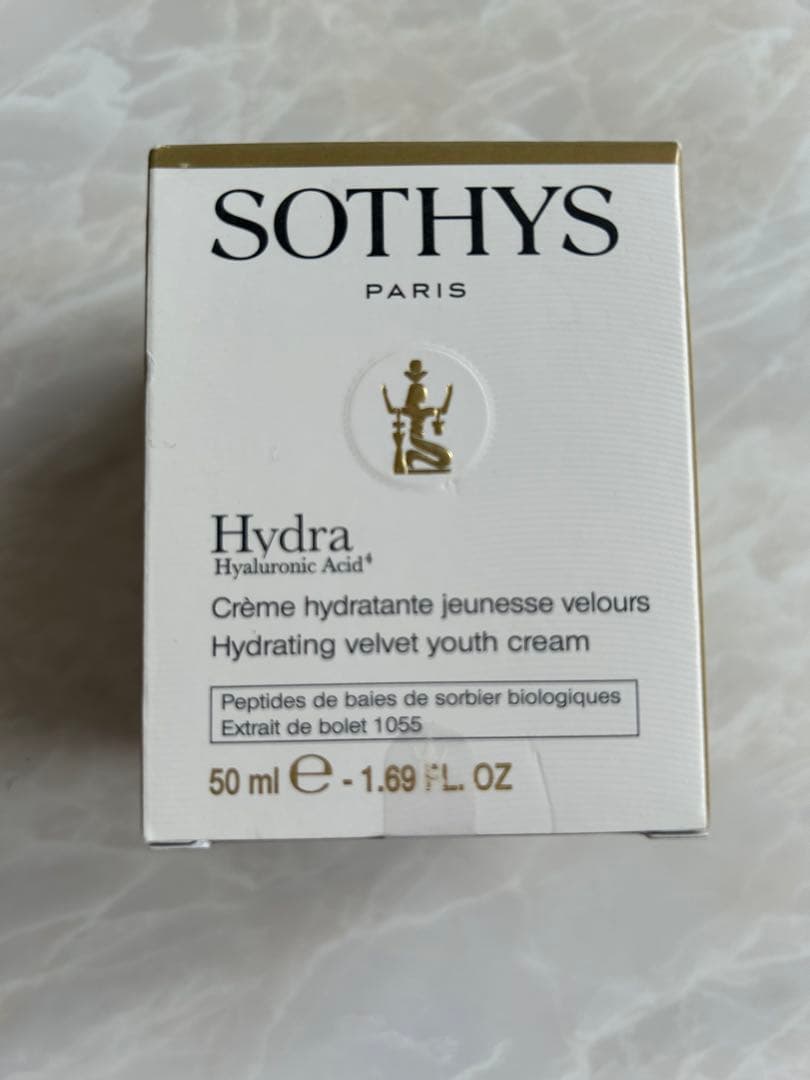 SOTHYS
PARIS
Hydra
Hyaluronic Acid⁴
Crème hydratante jeunesse velours
Hydrating velvet youth cream
Peptides de baies de sorbier biologiques
Extrait de bolet 1055
50 ml ℮ - 1.69 FL. OZ